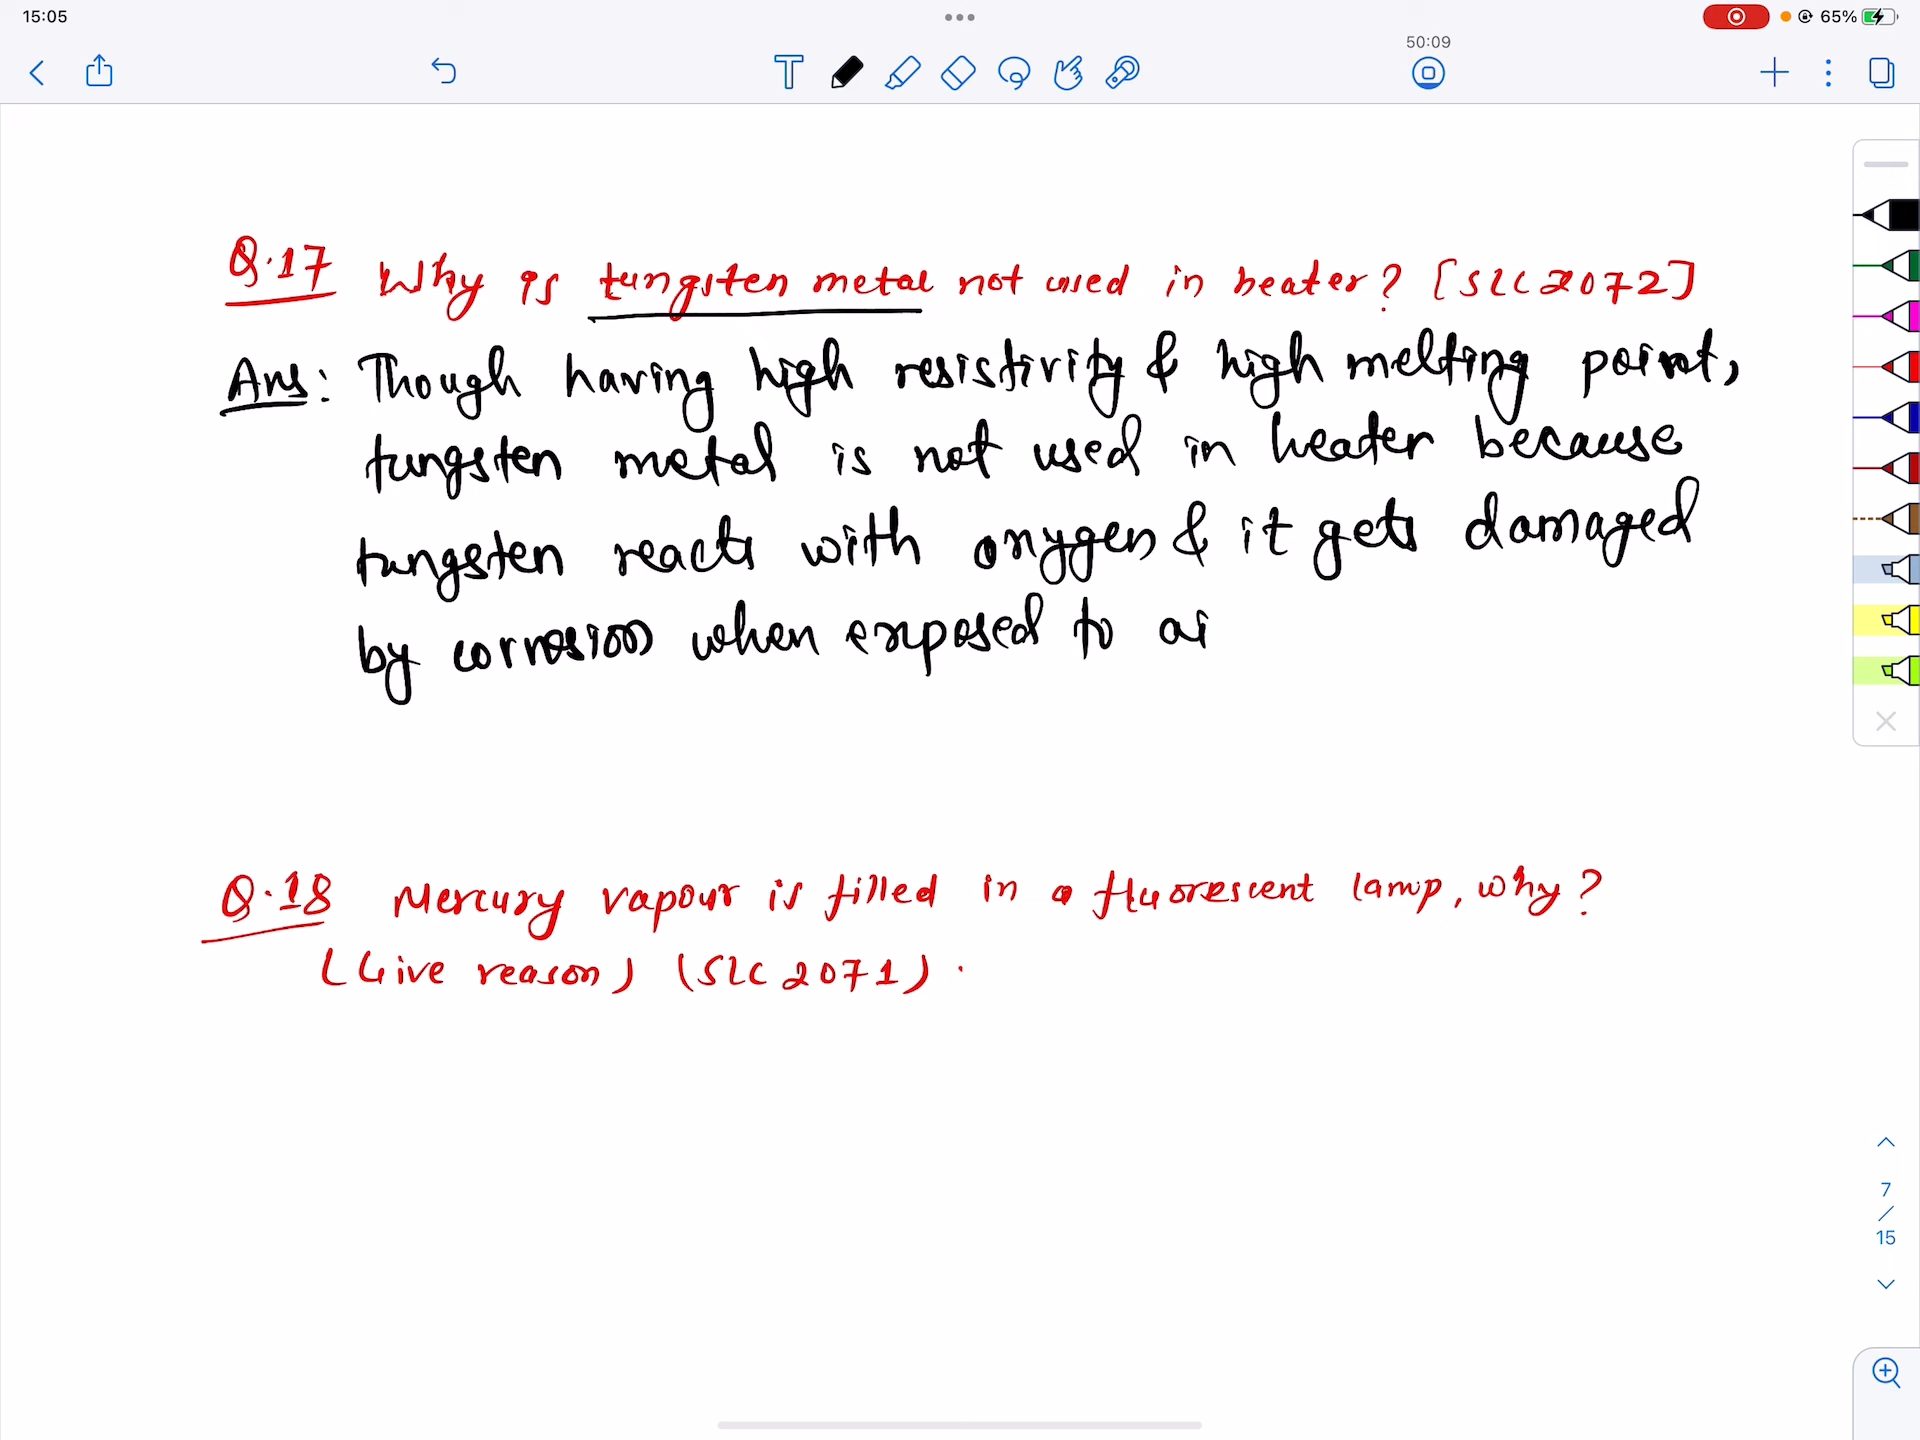 15:05
65%
50:09
Q.17 Why is tungsten metal not used in heater? [SLC 2072]
Ans: Though having high resistivity & high melting point,
tungsten metal is not used in heater because
tungsten reacts with oxygen & it gets damaged
by corrosion when exposed to ai
Q.18 Mercury vapour is filled in a fluorescent lamp, why?
(Give reason) (SLC 2071).
7
/
15